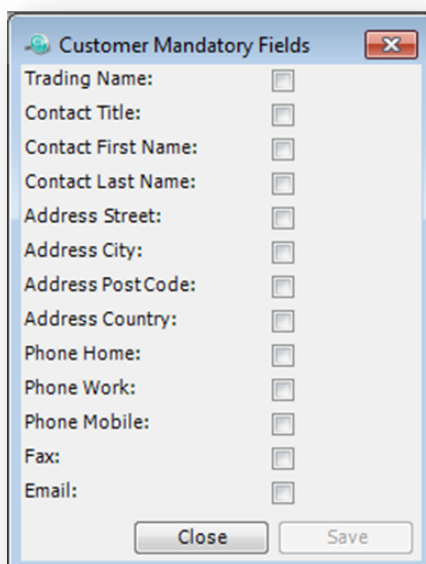 Customer Mandatory Fields
Trading Name:
Contact Title:
Contact First Name:
Contact Last Name:
Address Street:
Address City:
Address PostCode:
Address Country:
Phone Home:
Phone Work:
Phone Mobile:
Fax:
Email:
Close Save